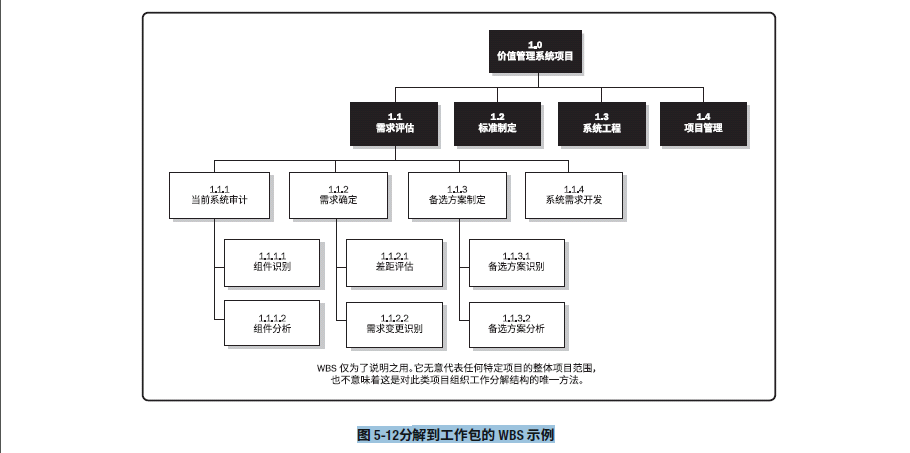 1.0
价值管理系统项目
1.1
需求评估
1.2
标准制定
1.3
系统工程
1.4
项目管理
1.1.1
当前系统审计
1.1.2
需求确定
1.1.3
备选方案制定
1.1.4
系统需求开发
1.1.1.1
组件识别
1.1.2.1
差距评估
1.1.3.1
备选方案识别
1.1.1.2
组件分析
1.1.2.2
需求变更识别
1.1.3.2
备选方案分析
WBS 仅为了说明之用。它无意代表任何特定项目的整体项目范围，
也不意味着这是对此类项目组织工作分解结构的唯一方法。
图 5-12分解到工作包的 WBS 示例